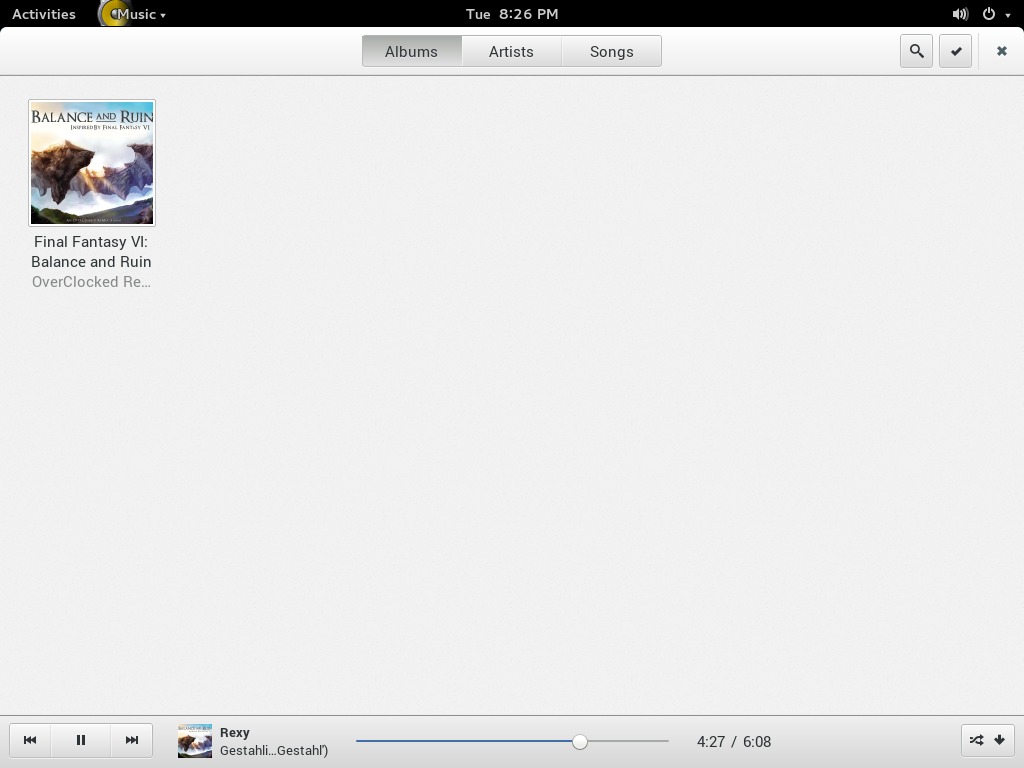 Activities Music Tue 8:26 PM
Albums Artists Songs
BALANCE AND RUIN
INSPIRED BY FINAL FANTASY VI
Final Fantasy VI:
Balance and Ruin
OverClocked Re…
Rexy
Gestahli…Gestahl')
4:27 / 6:08